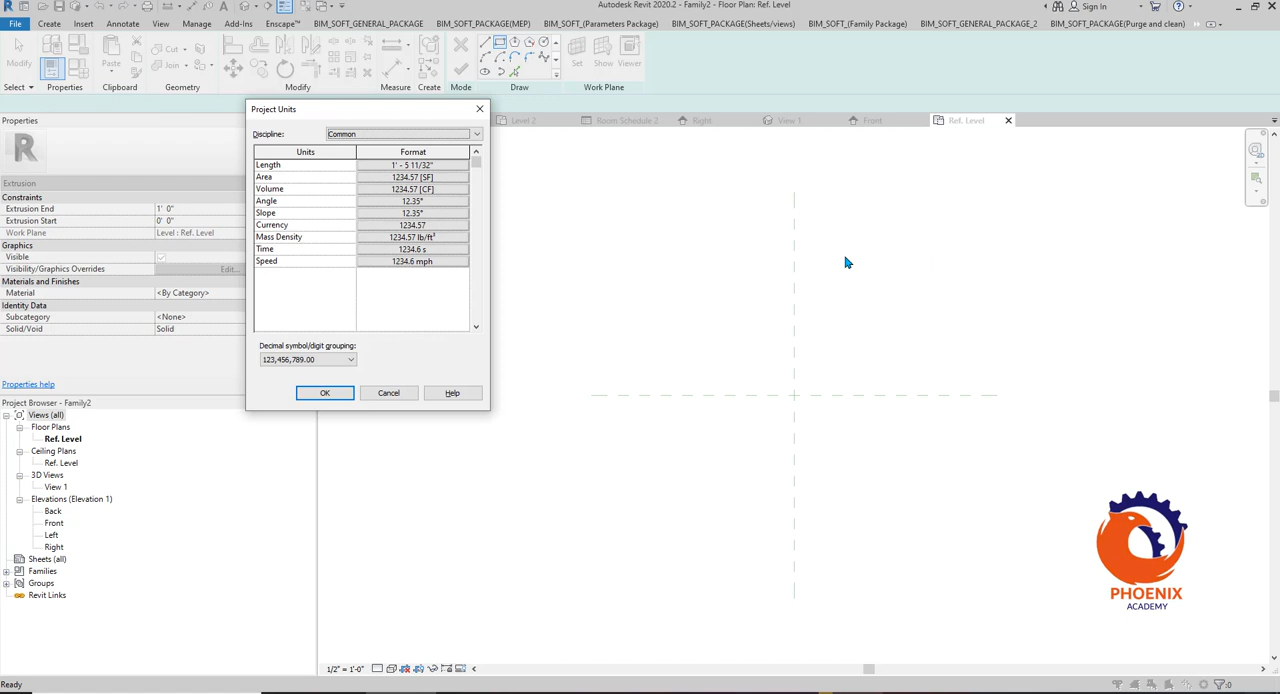 Autodesk Revit 2020.2 - Family2 - Floor Plan: Ref. Level
Sign In
File Create Insert Annotate View Manage Add-Ins Enscape™ BIM_SOFT_GENERAL_PACKAGE BIM_SOFT_PACKAGE(MEP) BIM_SOFT_(Parameters Package) BIM_SOFT_PACKAGE(Sheets/views) BIM_SOFT_(Family Package) BIM_SOFT_GENERAL_PACKAGE_2 BIM_SOFT_PACKAGE(Purge and clean)
Modify Paste Cut Join Set Show Viewer
Select Properties Clipboard Geometry Modify Measure Create Mode Draw Work Plane
Properties
Level 2 Room Schedule 2 Right View 1 Front Ref. Level
Extrusion
Constraints
Extrusion End 1' 0"
Extrusion Start 0' 0"
Work Plane Level : Ref. Level
Graphics
Visible
Visibility/Graphics Overrides Edit...
Materials and Finishes
Material <By Category>
Identity Data
Subcategory <None>
Solid/Void Solid
Properties help
Project Browser - Family2
Views (all)
Floor Plans
Ref. Level
Ceiling Plans
Ref. Level
3D Views
View 1
Elevations (Elevation 1)
Back
Front
Left
Right
Sheets (all)
Families
Groups
Revit Links
Project Units
Discipline: Common
Units Format
Length 1' - 5 11/32"
Area 1234.57 [SF]
Volume 1234.57 [CF]
Angle 12.35°
Slope 12.35°
Currency 1234.57
Mass Density 1234.57 lb/ft³
Time 1234.6 s
Speed 1234.6 mph
Decimal symbol/digit grouping:
123,456,789.00
OK Cancel Help
PHOENIX
ACADEMY
1/2" = 1'-0"
Ready
:0